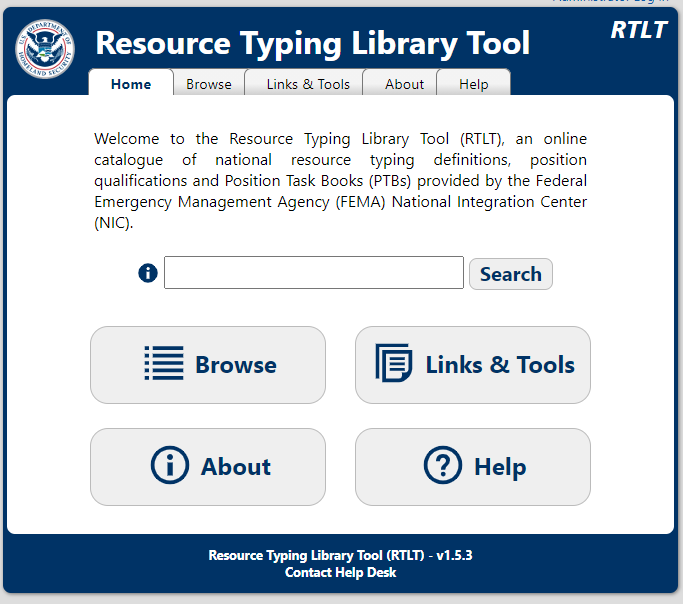 RTLT
U.S. DEPARTMENT OF
HOMELAND SECURITY
Resource Typing Library Tool
Home Browse Links & Tools About Help
Welcome to the Resource Typing Library Tool (RTLT), an online
catalogue of national resource typing definitions, position
qualifications and Position Task Books (PTBs) provided by the Federal
Emergency Management Agency (FEMA) National Integration Center
(NIC).
Search
Browse Links & Tools
About Help
Resource Typing Library Tool (RTLT) - v1.5.3
Contact Help Desk